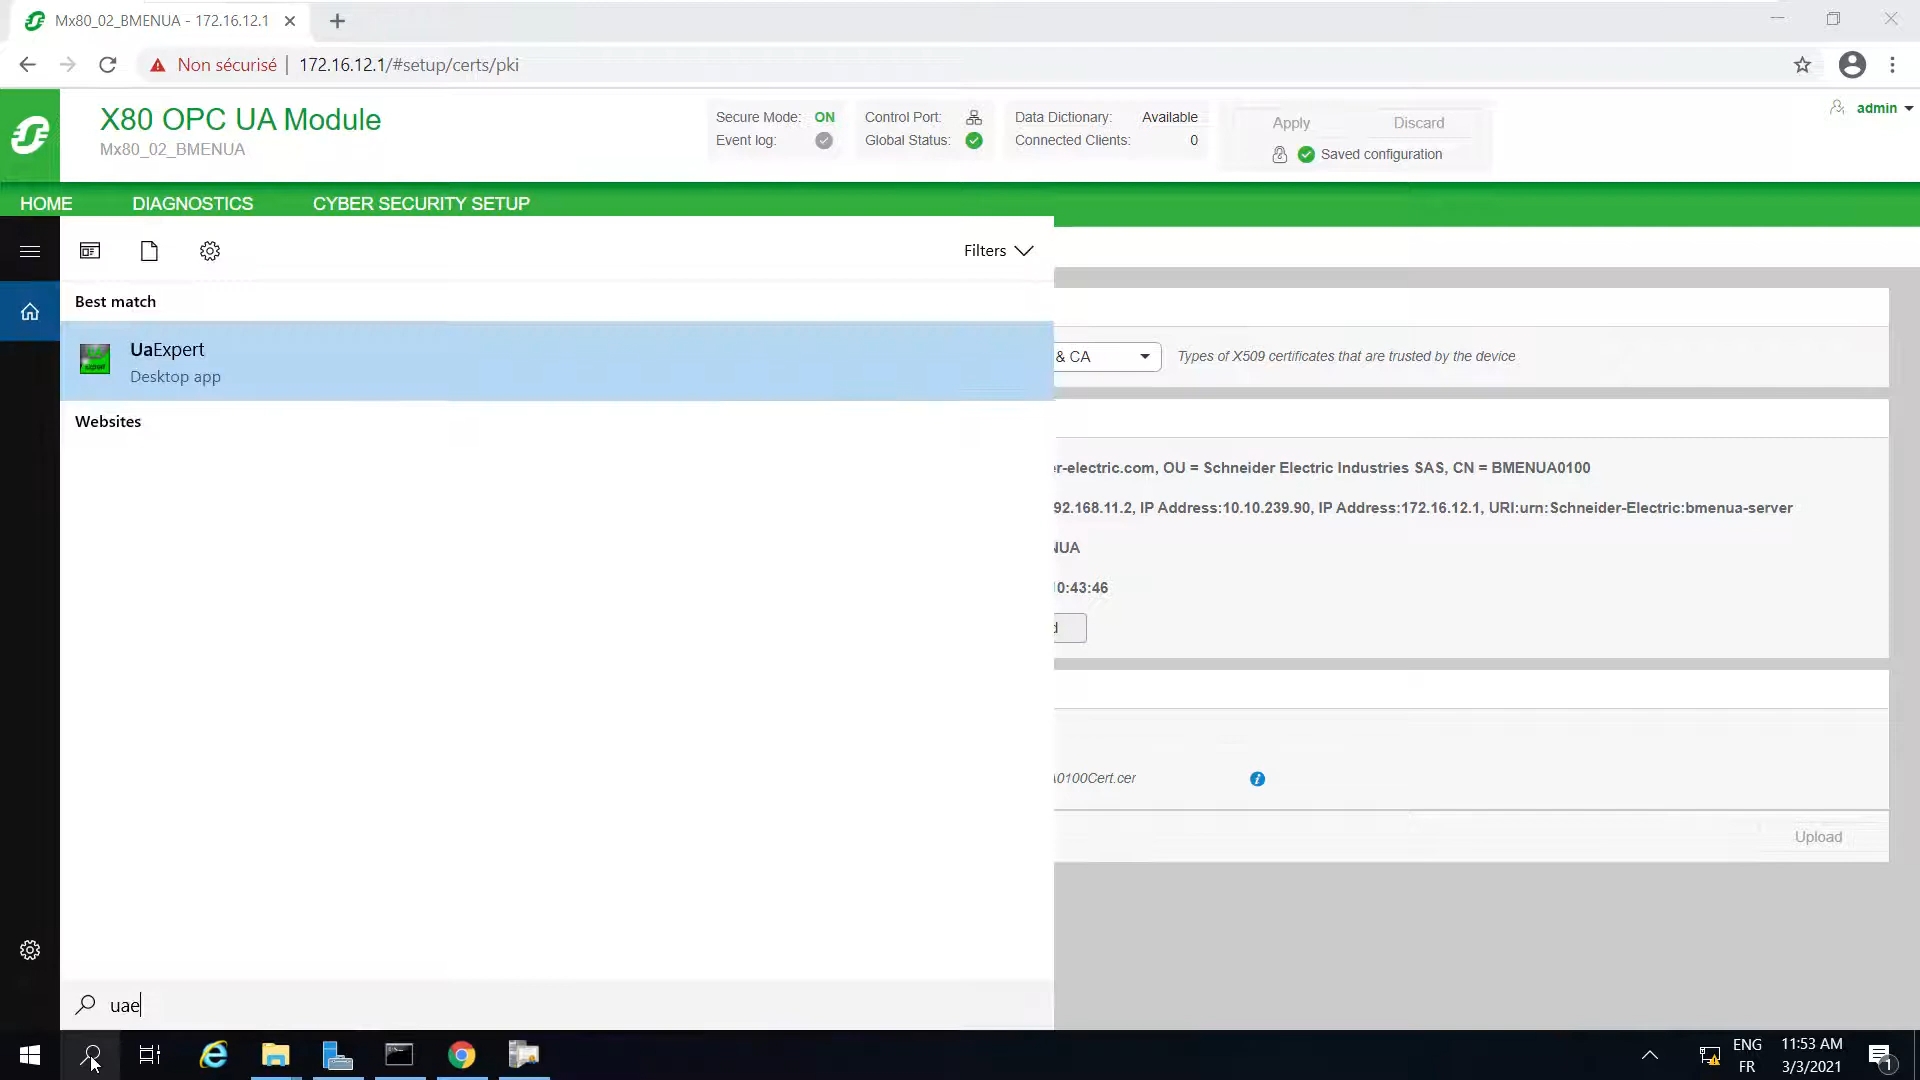 Mx80_02_BMENUA - 172.16.12.1
Non sécurisé | 172.16.12.1/#setup/certs/pki
X80 OPC UA Module
Mx80_02_BMENUA
Secure Mode: ON
Event log:
Control Port:
Global Status:
Data Dictionary: Available
Connected Clients: 0
Apply
Discard
Saved configuration
admin
HOME
DIAGNOSTICS
CYBER SECURITY SETUP
Filters
Best match
UaExpert
Desktop app
Websites
& CA
Types of X509 certificates that are trusted by the device
r-electric.com, OU = Schneider Electric Industries SAS, CN = BMENUA0100
92.168.11.2, IP Address:10.10.239.90, IP Address:172.16.12.1, URI:urn:Schneider-Electric:bmenua-server
NUA
0:43:46
d
0100Cert.cer
Upload
uae
ENG
FR
11:53 AM
3/3/2021
1